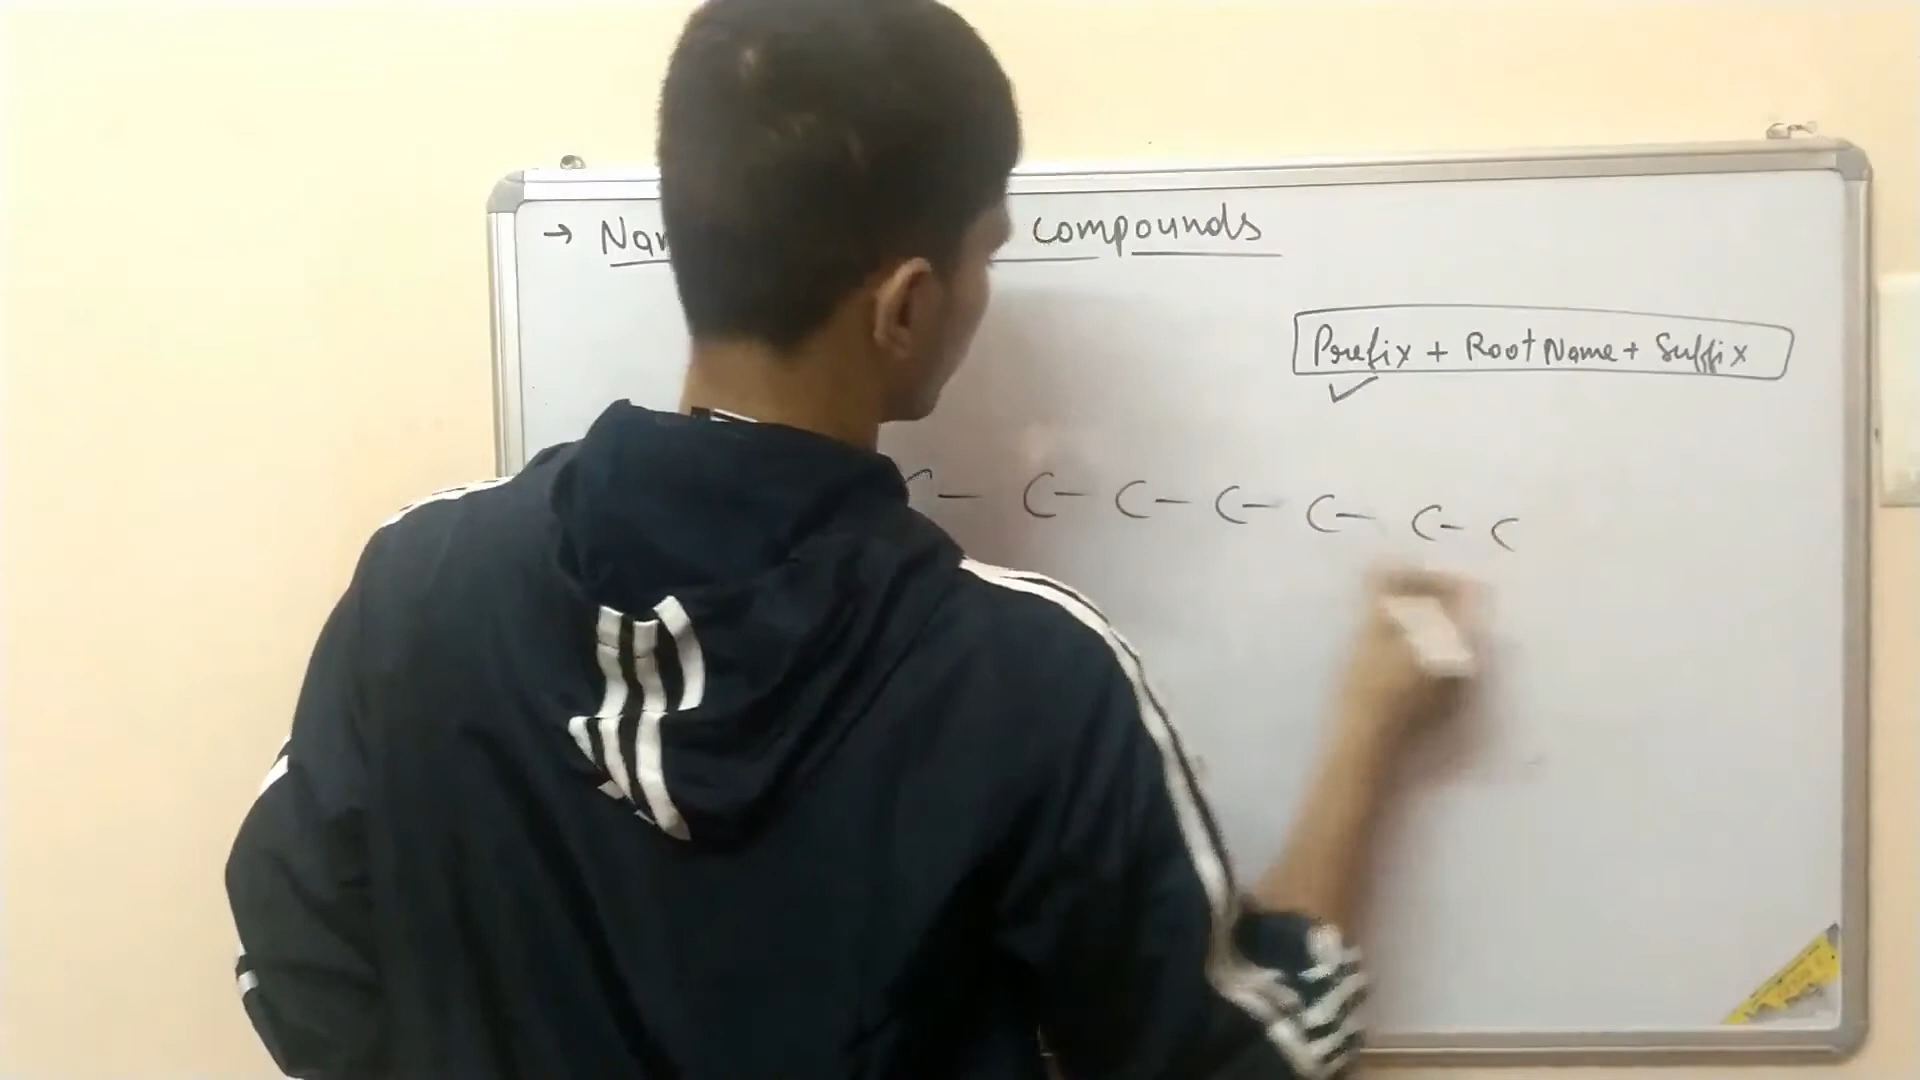 → Nam compounds
Prefix + Root Name + Suffix
C - C - C - C - C - C - C